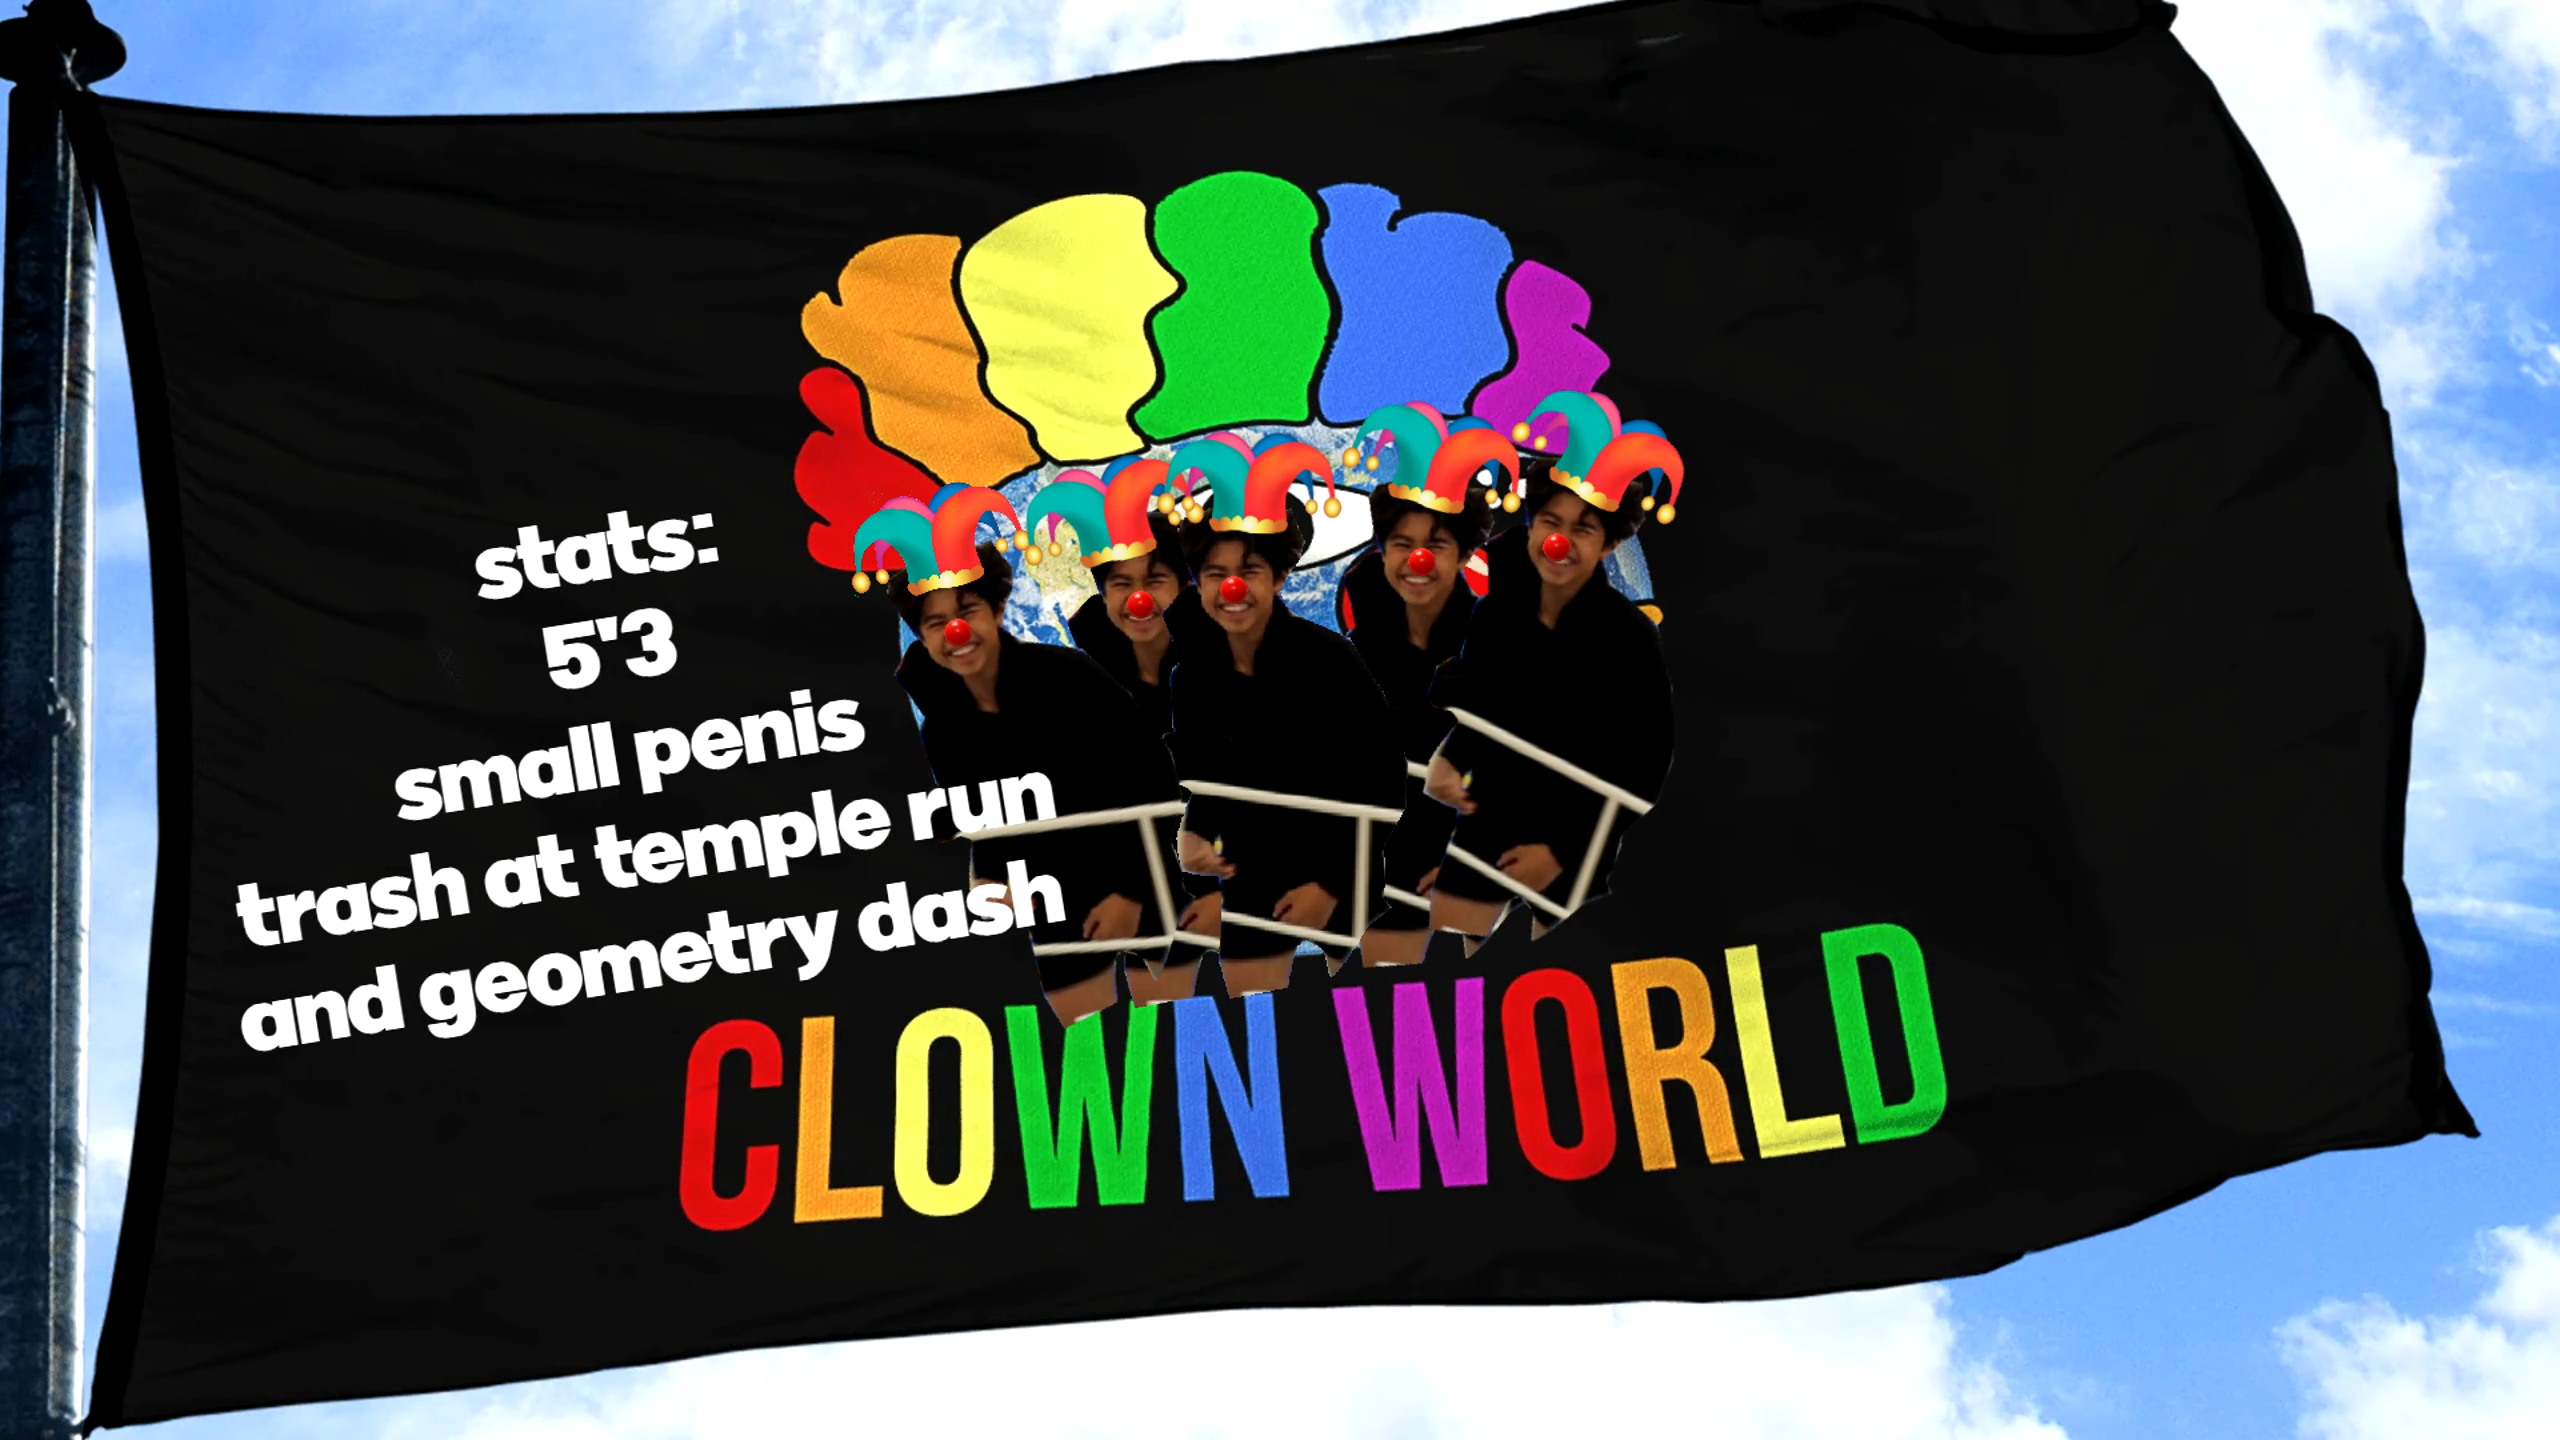 stats:
5'3
small penis
trash at temple run
and geometry dash
CLOWN WORLD